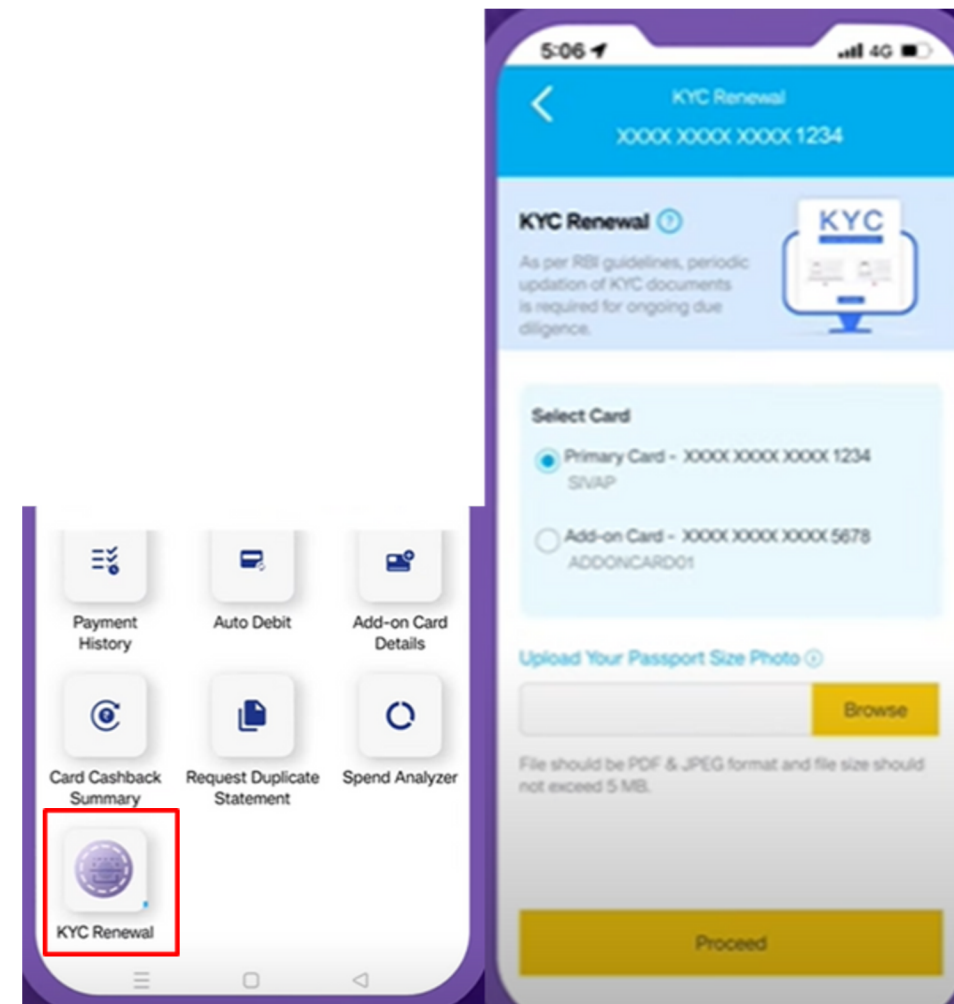 Payment
History
Auto Debit
Add-on Card
Details
Card Cashback
Summary
Request Duplicate
Statement
Spend Analyzer
KYC Renewal
5:06
4G
KYC Renewal
XXXX XXXX XXXX 1234
KYC Renewal ?
As per RBI guidelines, periodic
updation of KYC documents
is required for ongoing due
diligence.
KYC
Select Card
Primary Card - XXXX XXXX XXXX 1234
SIVAP
Add-on Card - XXXX XXXX XXXX 5678
ADDONCARD01
Upload Your Passport Size Photo
Browse
File should be PDF & JPEG format and file size should
not exceed 5 MB.
Proceed